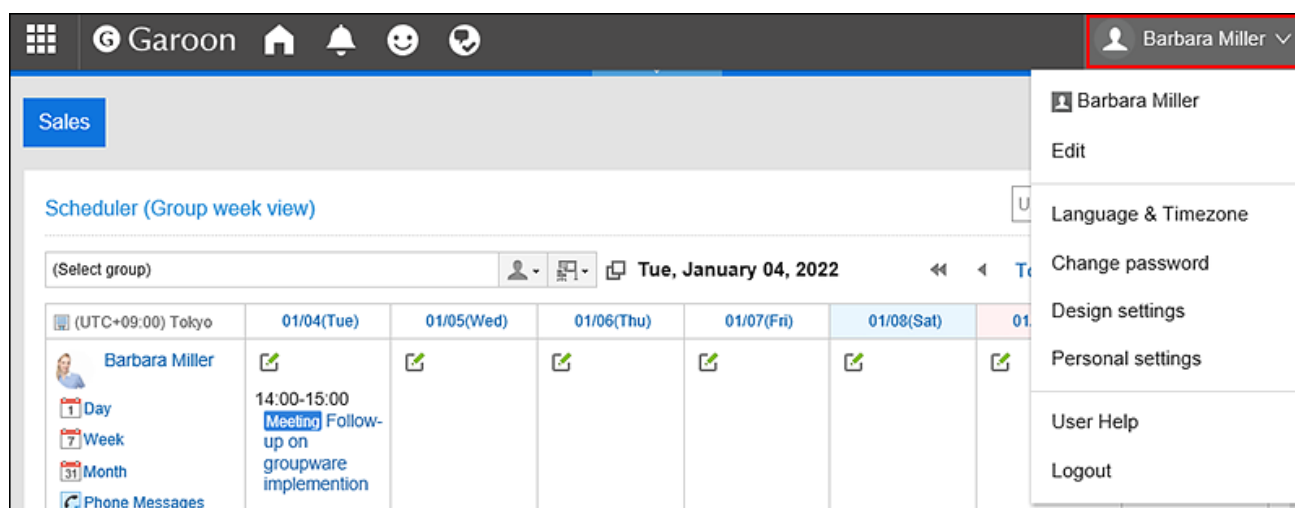 G Garoon
Barbara Miller
Sales
Barbara Miller
Edit
Language & Timezone
Change password
Design settings
Personal settings
User Help
Logout
Scheduler (Group week view)
(Select group)
Tue, January 04, 2022
(UTC+09:00) Tokyo
01/04(Tue)
01/05(Wed)
01/06(Thu)
01/07(Fri)
01/08(Sat)
Barbara Miller
1 Day
7 Week
31 Month
Phone Messages
14:00-15:00
Meeting Follow-
up on
groupware
implemention